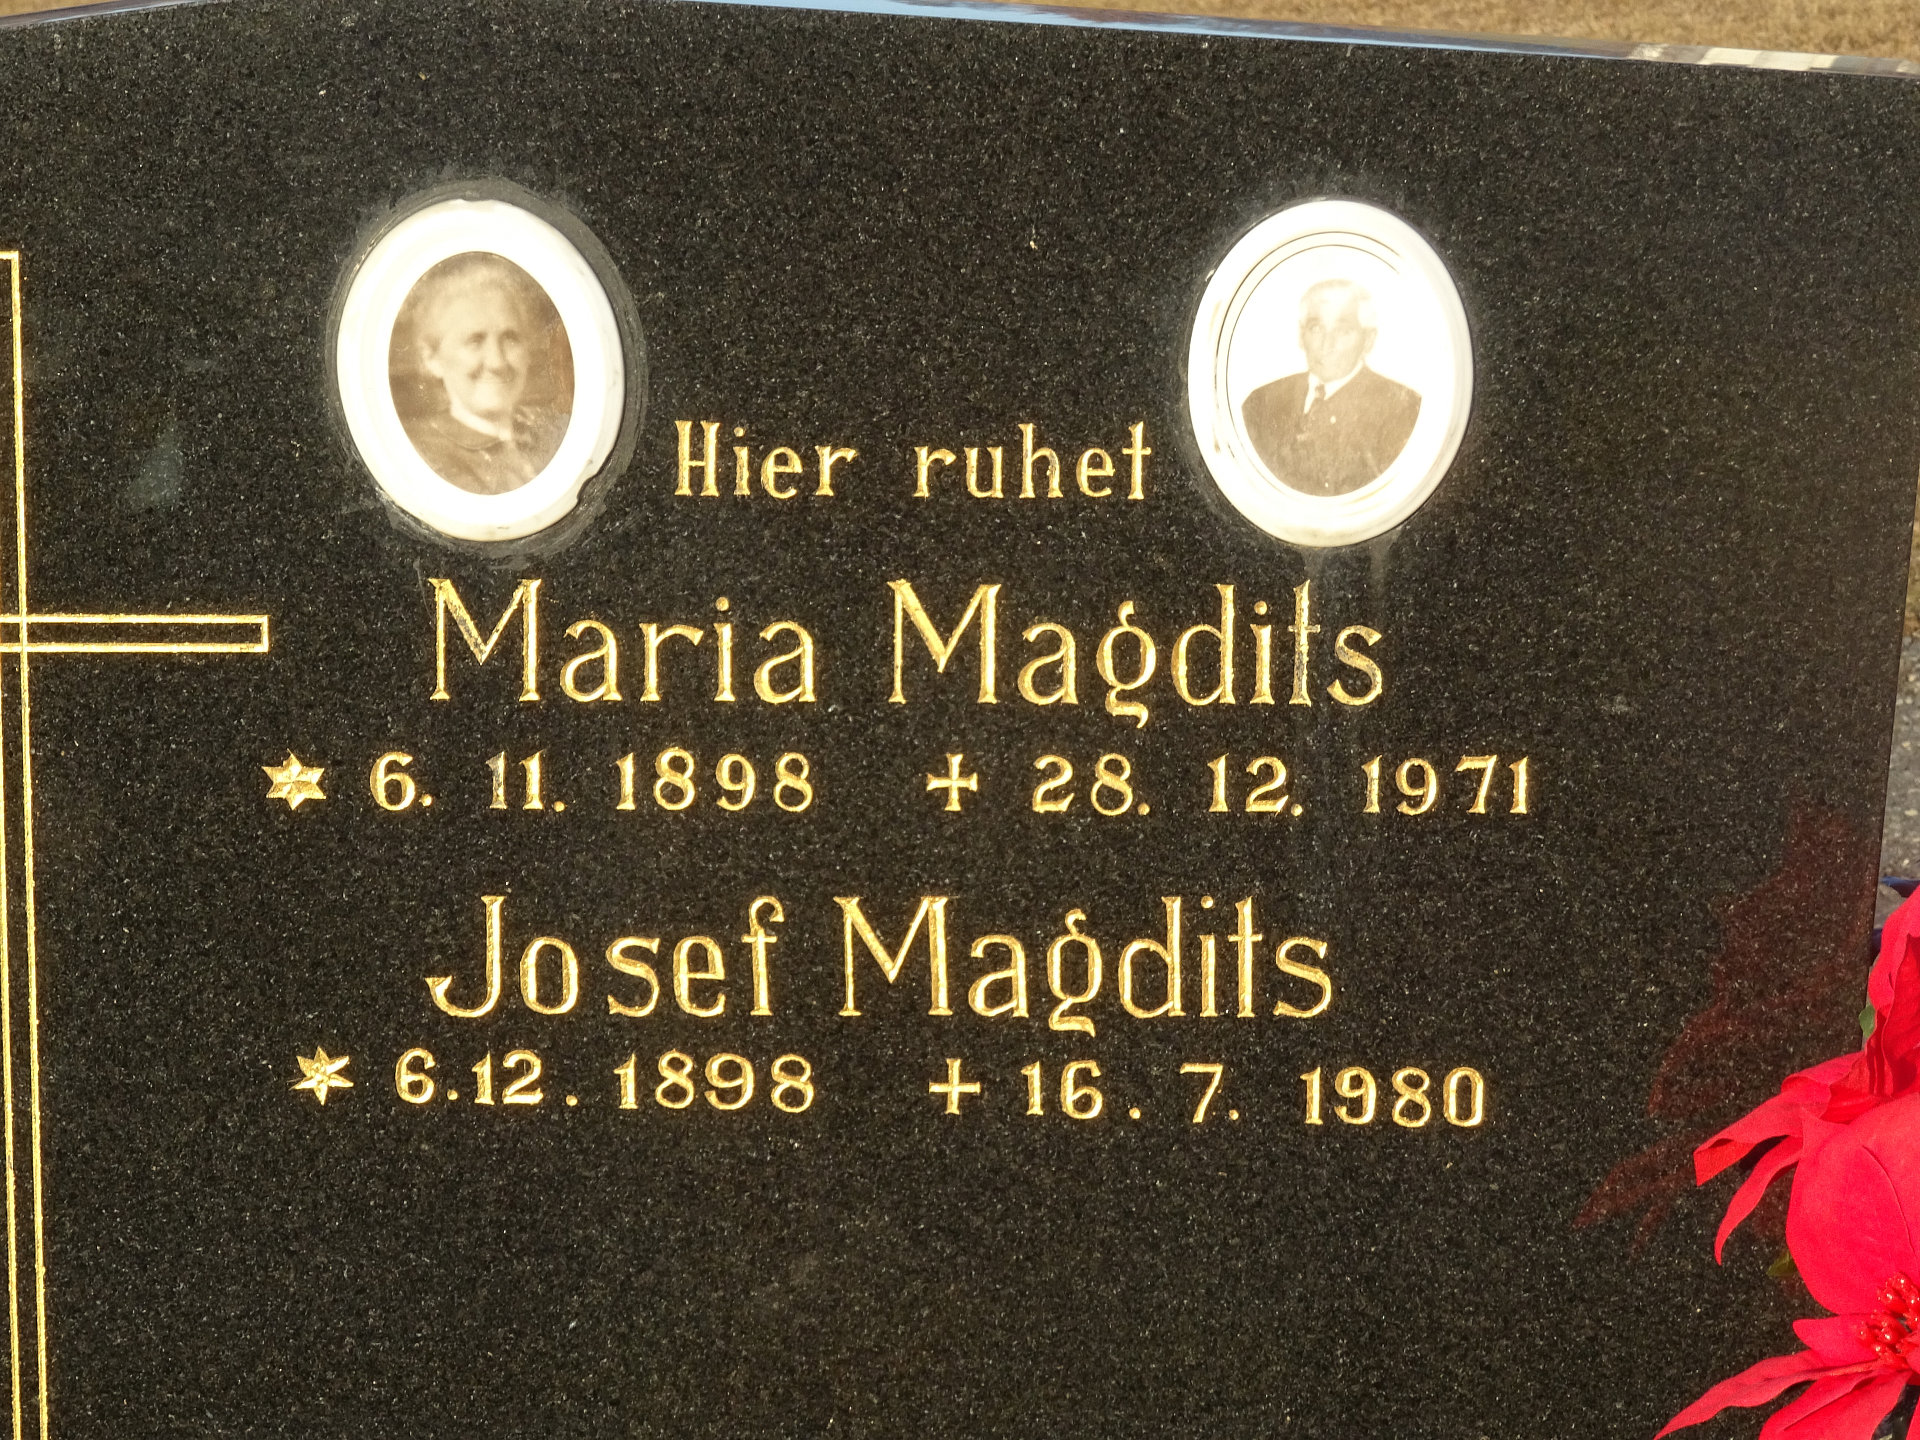 Hier ruhet
Maria Magdits
* 6. 11. 1898 + 28. 12. 1971
Josef Magdits
* 6.12. 1898 + 16. 7. 1980